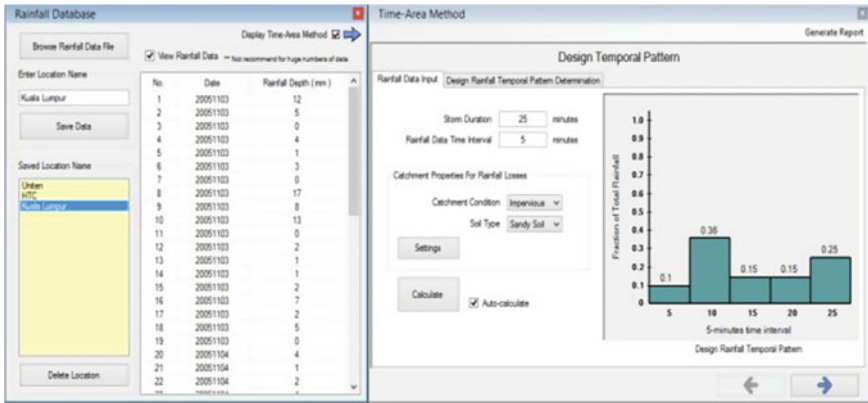 Rainfall Database
Display Time-Area Method
Browse Rainfall Data File
View Rainfall Data ** Not recommend for huge numbers of data
Enter Location Name
Kuala Lumpur
Save Data
Saved Location Name
Uniten
HTC
Kuala Lumpur
Delete Location
No. Date Rainfall Depth ( mm )
1 20051103 12
2 20051103 5
3 20051103 0
4 20051103 4
5 20051103 1
6 20051103 3
7 20051103 0
8 20051103 17
9 20051103 8
10 20051103 13
11 20051103 0
12 20051103 2
13 20051103 1
14 20051103 1
15 20051103 2
16 20051103 7
17 20051103 2
18 20051103 5
19 20051103 0
20 20051104 4
21 20051104 1
22 20051104 2
Time-Area Method
Generate Report
Design Temporal Pattern
Rainfall Data Input Design Rainfall Temporal Pattern Determination
Storm Duration 25 minutes
Rainfall Data Time Interval 5 minutes
Catchment Properties For Rainfall Losses
Catchment Condition Impervious
Soil Type Sandy Soil
Settings
Calculate
Auto-calculate
Fraction of Total Rainfall
1.0
0.9
0.8
0.7
0.6
0.5
0.4
0.3
0.2
0.1
0
0.1 0.36 0.15 0.15 0.25
5 10 15 20 25
5-minutes time interval
Design Rainfall Temporal Pattern